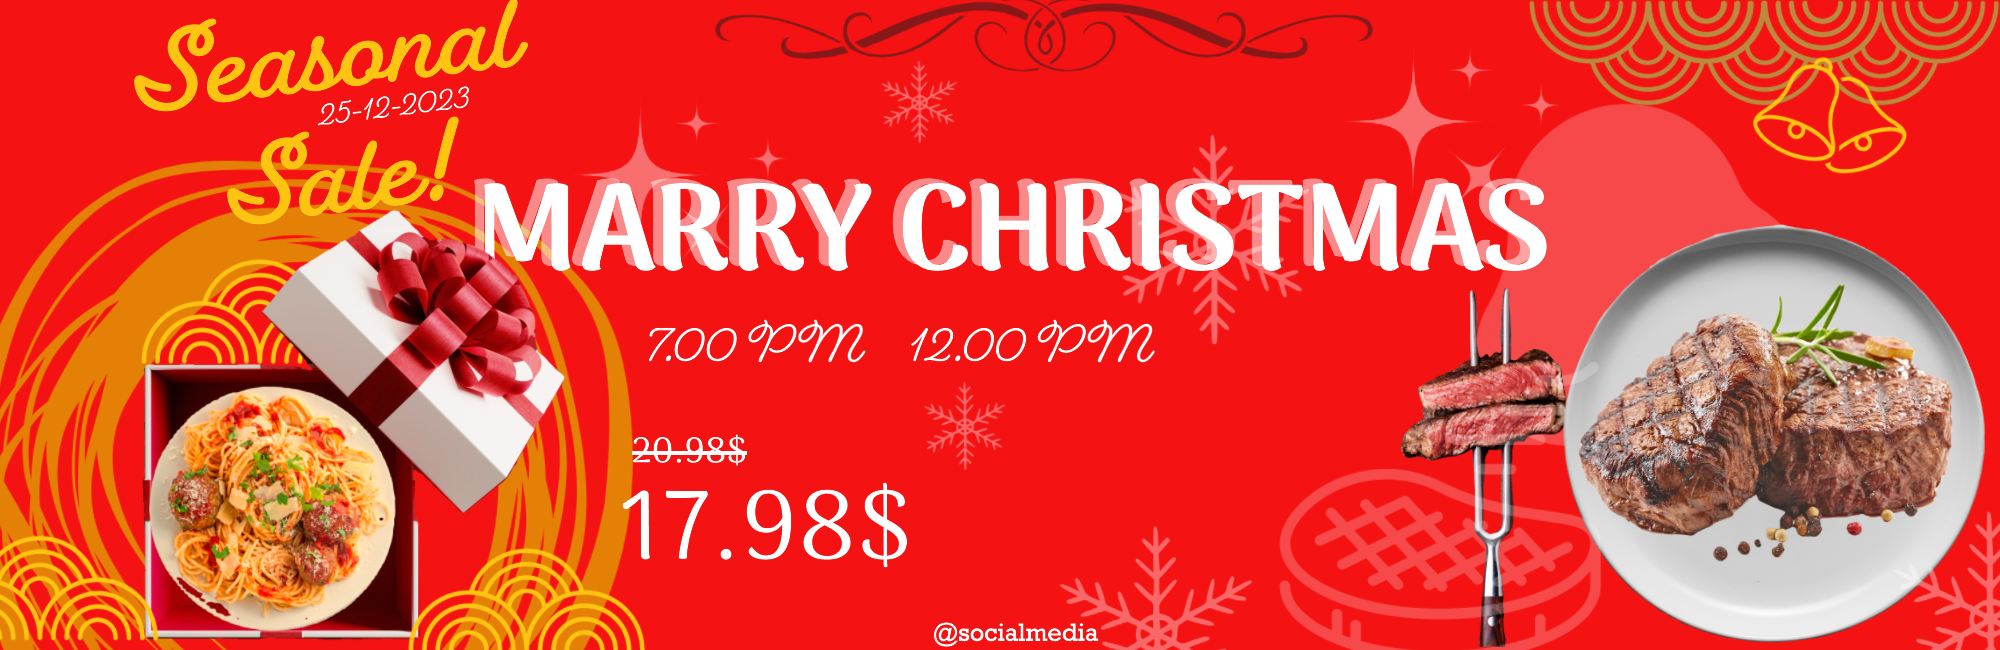 Seasonal
25-12-2023
Sale!
MARRY CHRISTMAS
7.00 PM 12.00 PM
20.98$
17.98$
@socialmedia